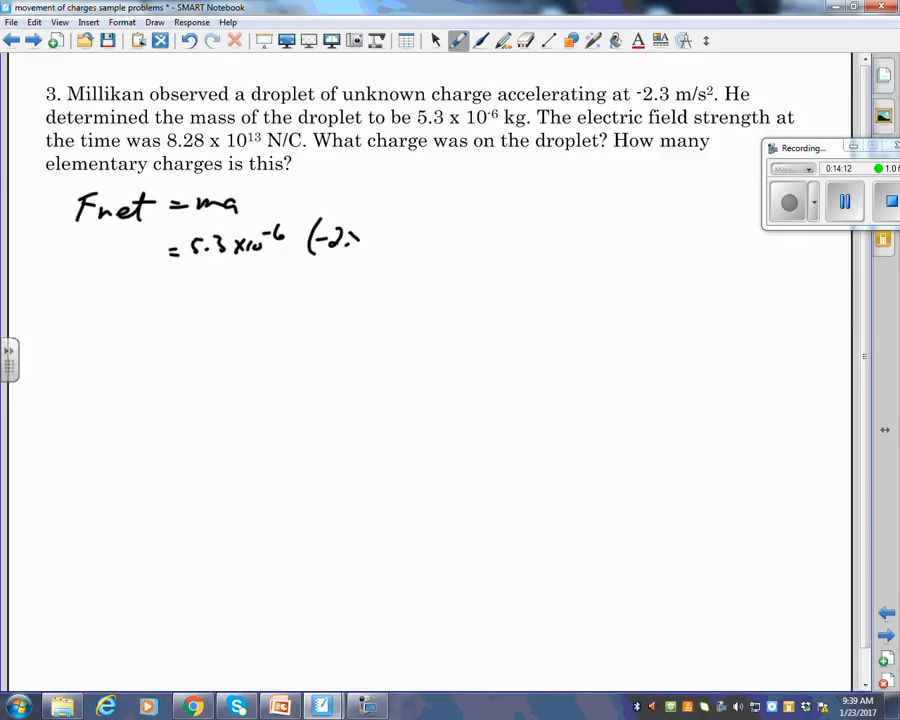 movement of charges sample problems * - SMART Notebook
File Edit View Insert Format Draw Response Help
3. Millikan observed a droplet of unknown charge accelerating at -2.3 m/s². He
determined the mass of the droplet to be 5.3 x 10⁻⁶ kg. The electric field strength at
the time was 8.28 x 10¹³ N/C. What charge was on the droplet? How many
elementary charges is this?
Recording...
Menu
0:14:12
Fnet = ma
= 5.3 x10⁻⁶ (-2.
9:39 AM
1/23/2017